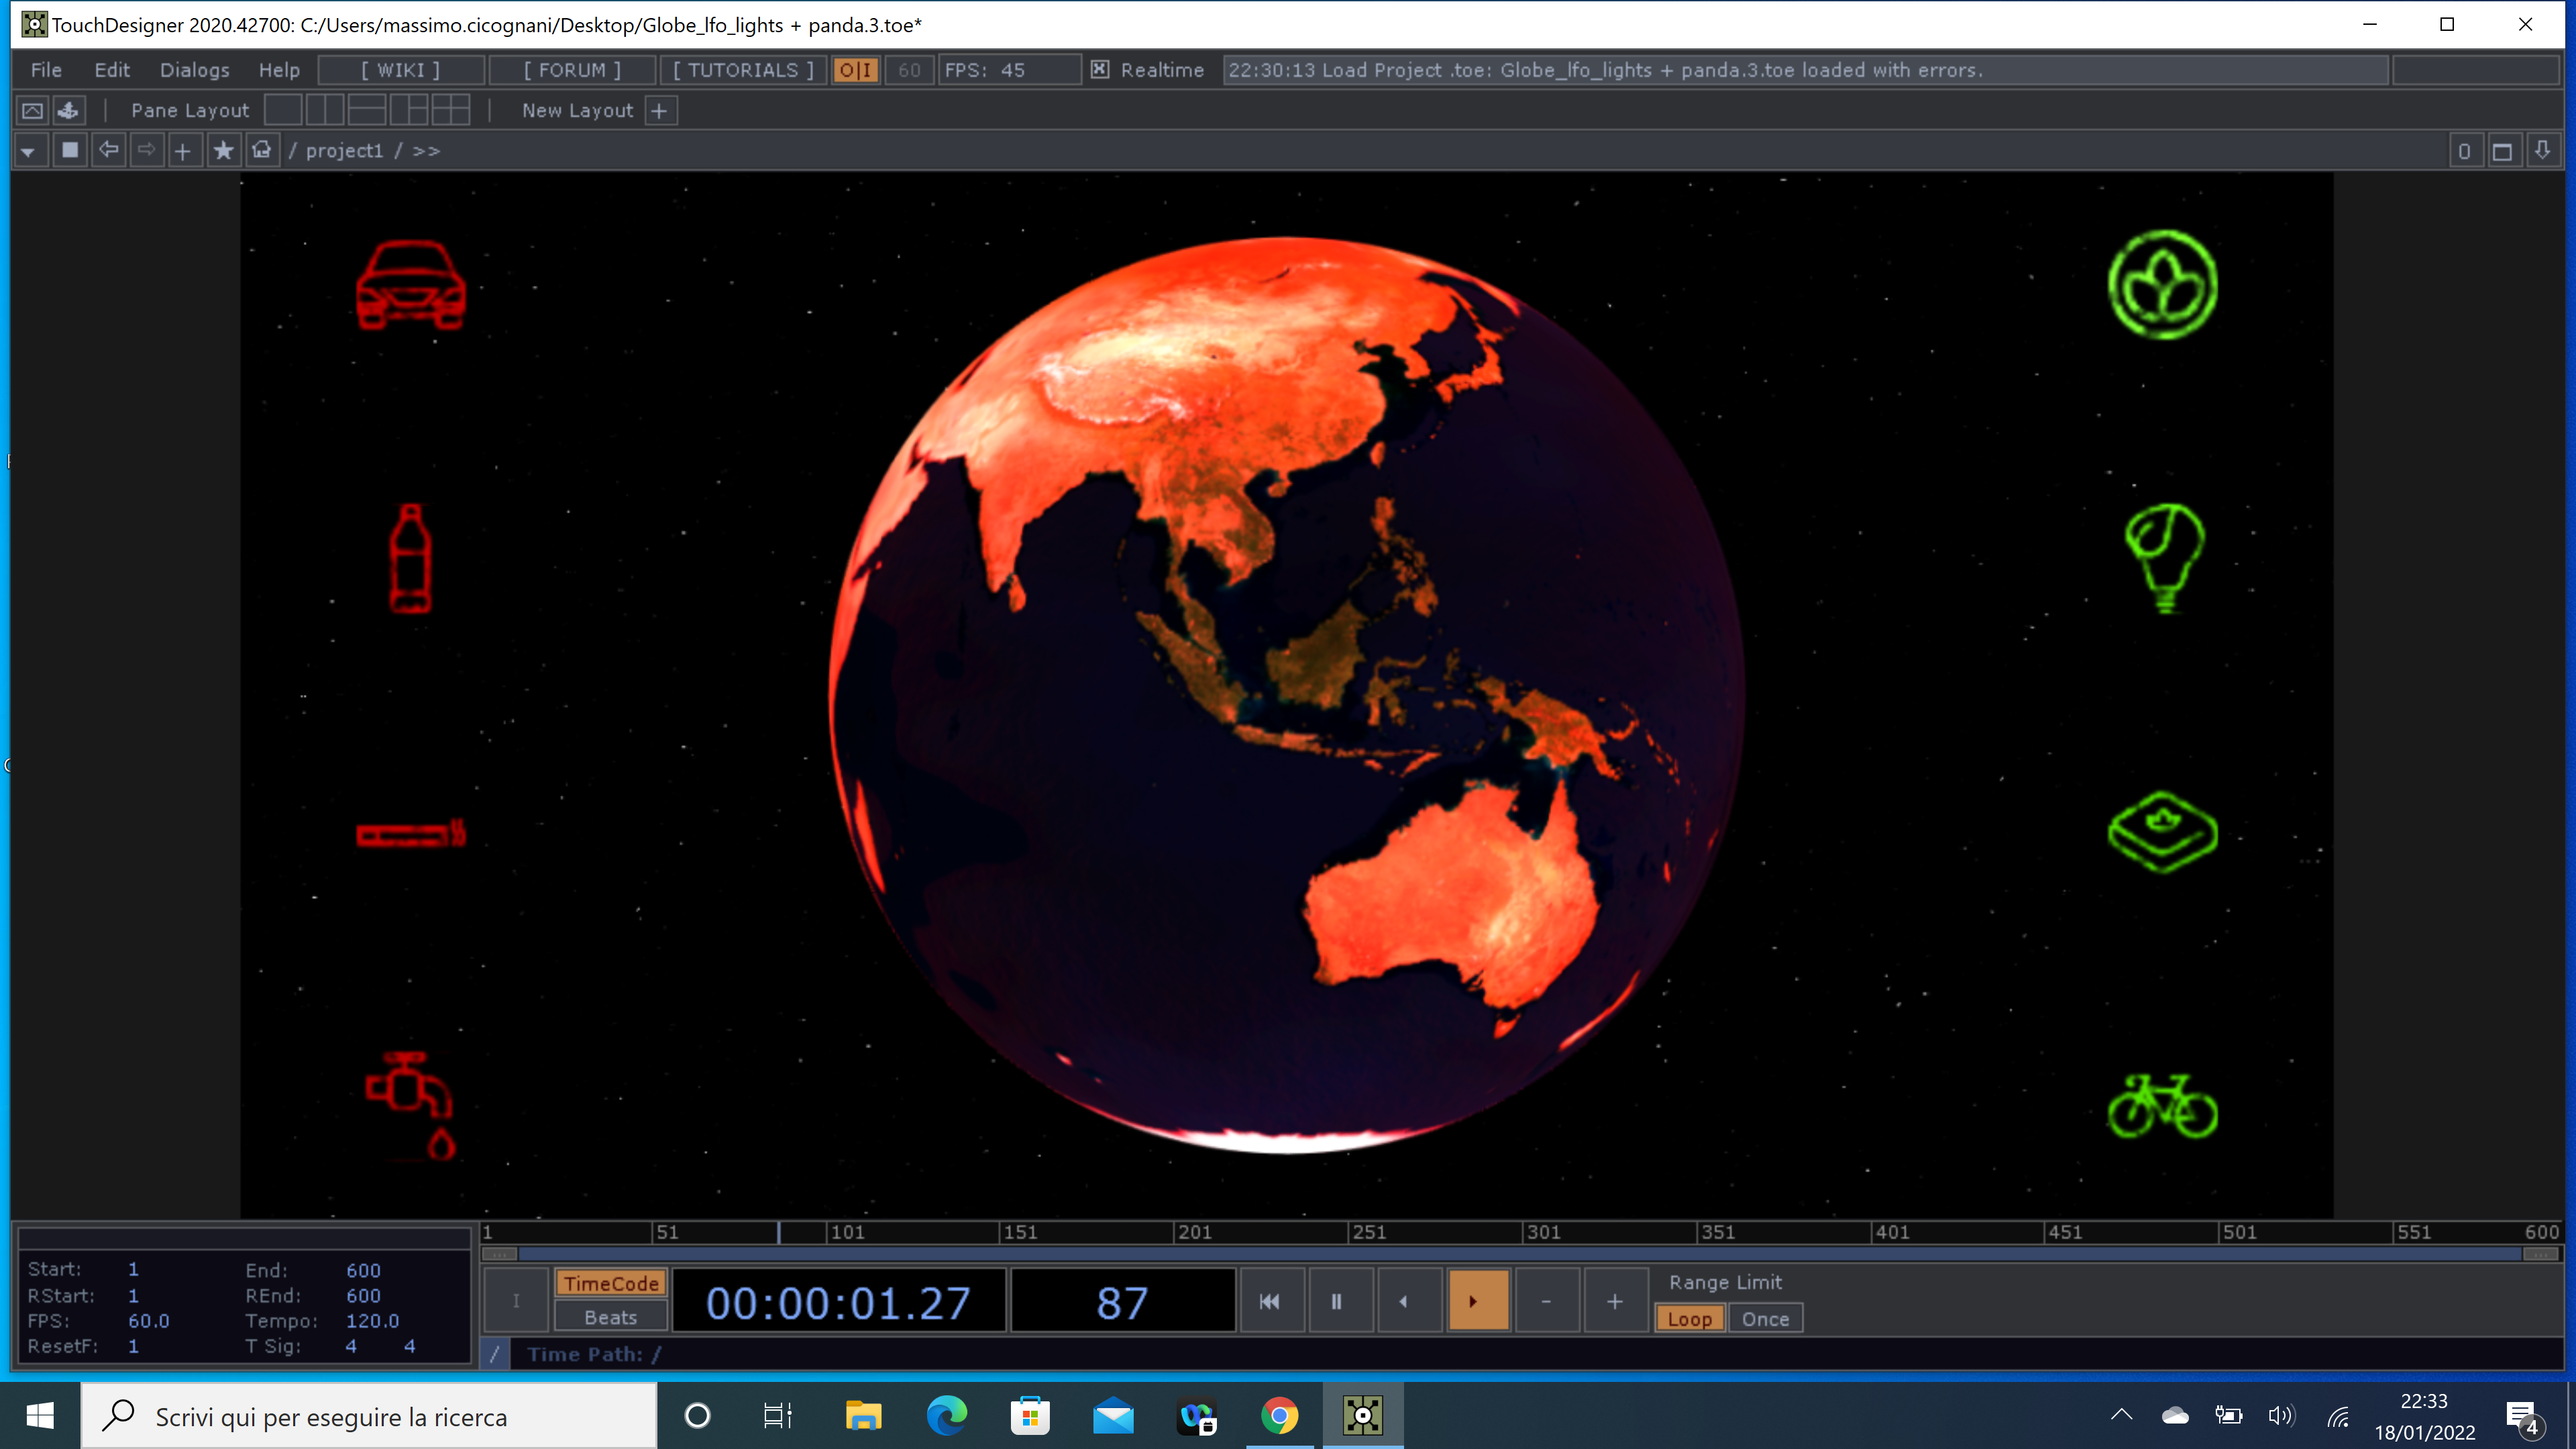 TouchDesigner 2020.42700: C:/Users/massimo.cicognani/Desktop/Globe_lfo_lights + panda.3.toe*
File Edit Dialogs Help [ WIKI ] [ FORUM ] [ TUTORIALS ] O|I 60 FPS: 45 Realtime 22:30:13 Load Project .toe: Globe_lfo_lights + panda.3.toe loaded with errors.
Pane Layout New Layout +
/ project1 / >> 0
1 51 101 151 201 251 301 351 401 451 501 551 600
Start: 1 End: 600
RStart: 1 REnd: 600
FPS: 60.0 Tempo: 120.0
ResetF: 1 T Sig: 4 4
I TimeCode Beats 00:00:01.27 87 - + Range Limit
Loop Once
/ Time Path: /
Scrivi qui per eseguire la ricerca
22:33
18/01/2022
4